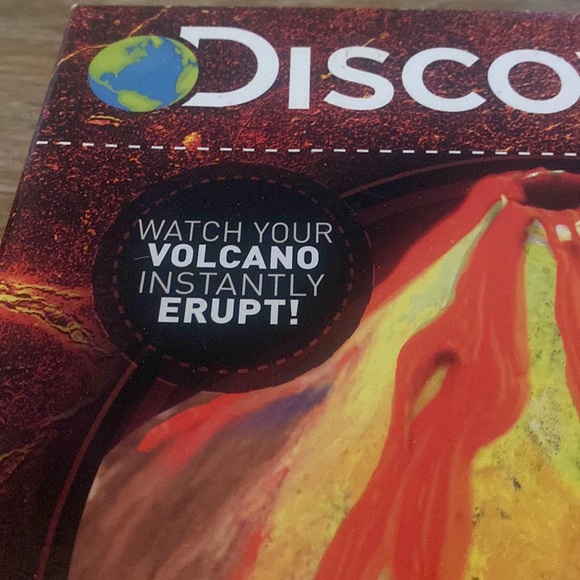 DISCO
WATCH YOUR
VOLCANO
INSTANTLY
ERUPT!